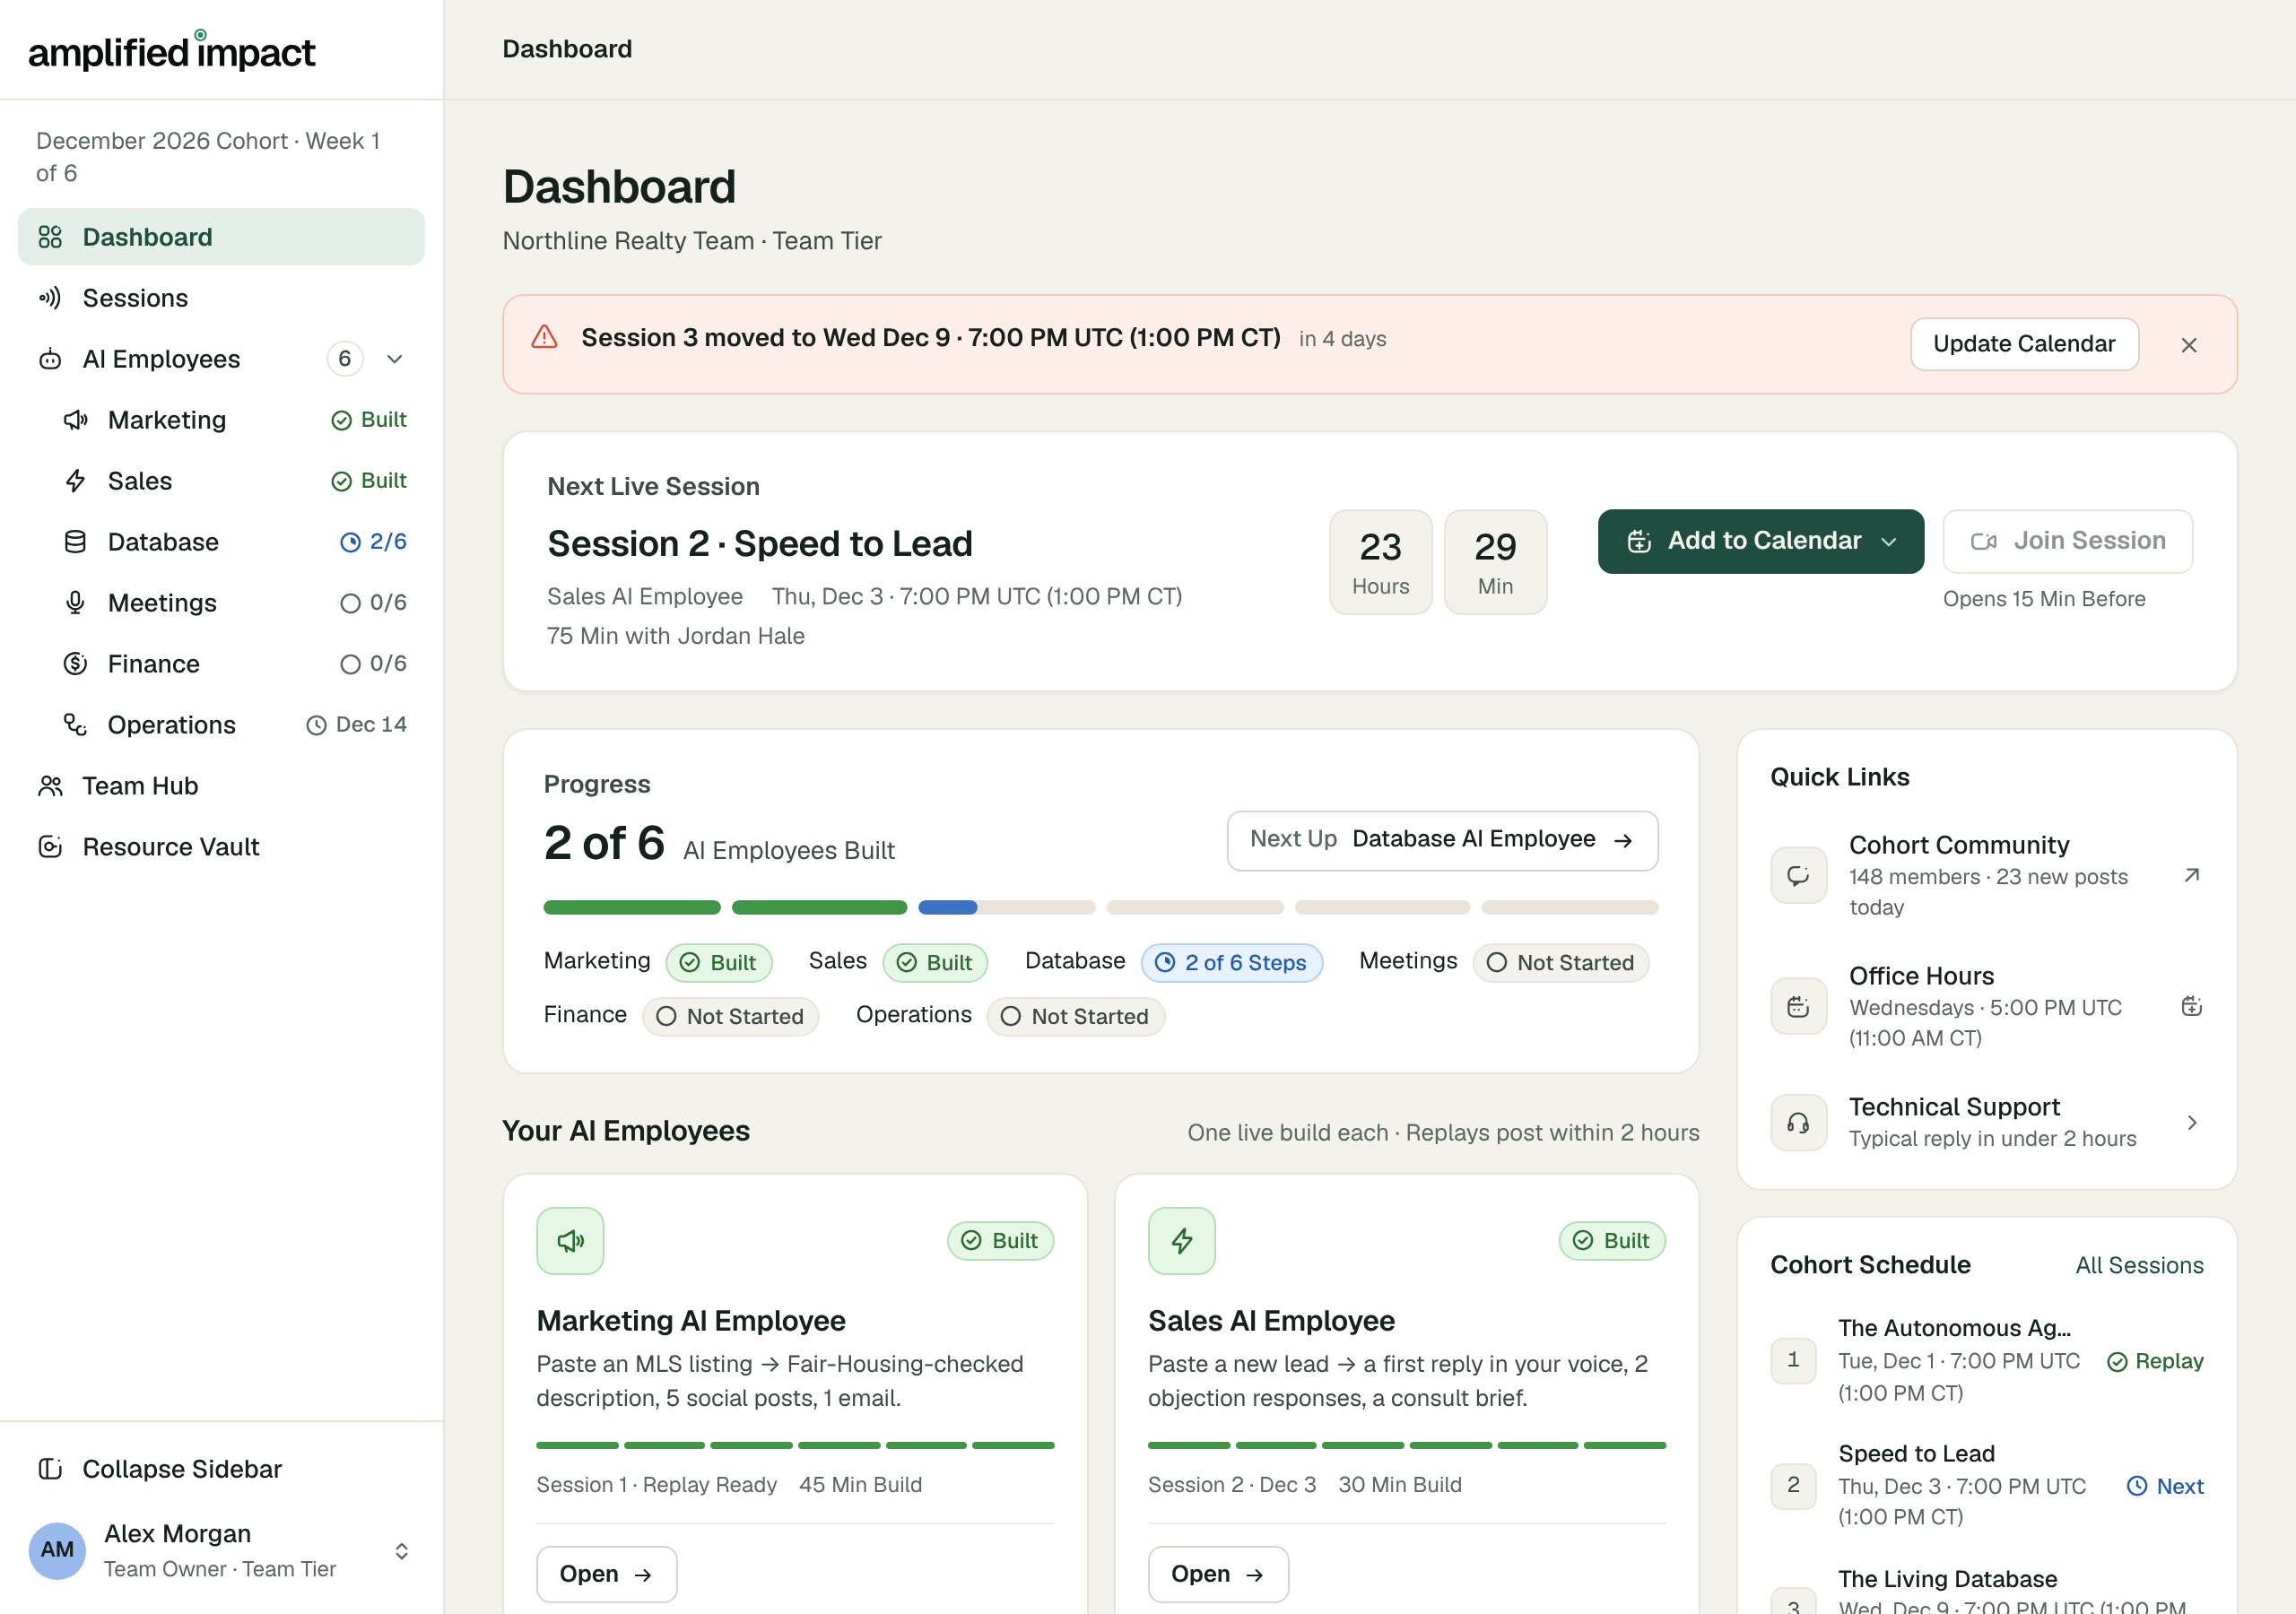 amplified impact
December 2026 Cohort · Week 1
of 6
Dashboard
Sessions
AI Employees 6
Marketing Built
Sales Built
Database 2/6
Meetings 0/6
Finance 0/6
Operations Dec 14
Team Hub
Resource Vault
Collapse Sidebar
AM
Alex Morgan
Team Owner · Team Tier
Dashboard
Dashboard
Northline Realty Team · Team Tier
Session 3 moved to Wed Dec 9 · 7:00 PM UTC (1:00 PM CT) in 4 days
Update Calendar
Next Live Session
Session 2 · Speed to Lead
Sales AI Employee Thu, Dec 3 · 7:00 PM UTC (1:00 PM CT)
75 Min with Jordan Hale
23
Hours
29
Min
Add to Calendar
Join Session
Opens 15 Min Before
Progress
2 of 6 AI Employees Built
Next Up Database AI Employee →
Marketing Built Sales Built Database 2 of 6 Steps Meetings Not Started
Finance Not Started Operations Not Started
Your AI Employees
One live build each · Replays post within 2 hours
Built
Marketing AI Employee
Paste an MLS listing → Fair-Housing-checked
description, 5 social posts, 1 email.
Session 1 · Replay Ready 45 Min Build
Open →
Built
Sales AI Employee
Paste a new lead → a first reply in your voice, 2
objection responses, a consult brief.
Session 2 · Dec 3 30 Min Build
Open →
Quick Links
Cohort Community
148 members · 23 new posts
today
Office Hours
Wednesdays · 5:00 PM UTC
(11:00 AM CT)
Technical Support
Typical reply in under 2 hours
Cohort Schedule All Sessions
1
The Autonomous Ag...
Tue, Dec 1 · 7:00 PM UTC
(1:00 PM CT)
Replay
2
Speed to Lead
Thu, Dec 3 · 7:00 PM UTC
(1:00 PM CT)
Next
3
The Living Database
Wed, Dec 9 · 7:00 PM UTC (1:00 PM